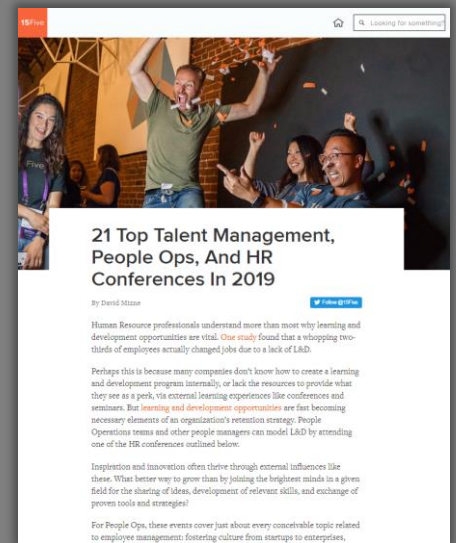 15Five
Looking for something?
Five
21 Top Talent Management,
People Ops, And HR
Conferences In 2019
By David Mizne
Follow @15Five
Human Resource professionals understand more than most why learning and
development opportunities are vital. One study found that a whopping two-
thirds of employees actually changed jobs due to a lack of L&D.
Perhaps this is because many companies don't know how to create a learning
and development program internally, or lack the resources to provide what
they see as a perk, via external learning experiences like conferences and
seminars. But learning and development opportunities are fast becoming
necessary elements of an organization's retention strategy. People
Operations teams and other people managers can model L&D by attending
one of the HR conferences outlined below.
Inspiration and innovation often thrive through external influences like
these. What better way to grow than by joining the brightest minds in a given
field for the sharing of ideas, development of relevant skills, and exchange of
proven tools and strategies?
For People Ops, these events cover just about every conceivable topic related
to employee management: fostering culture from startups to enterprises,